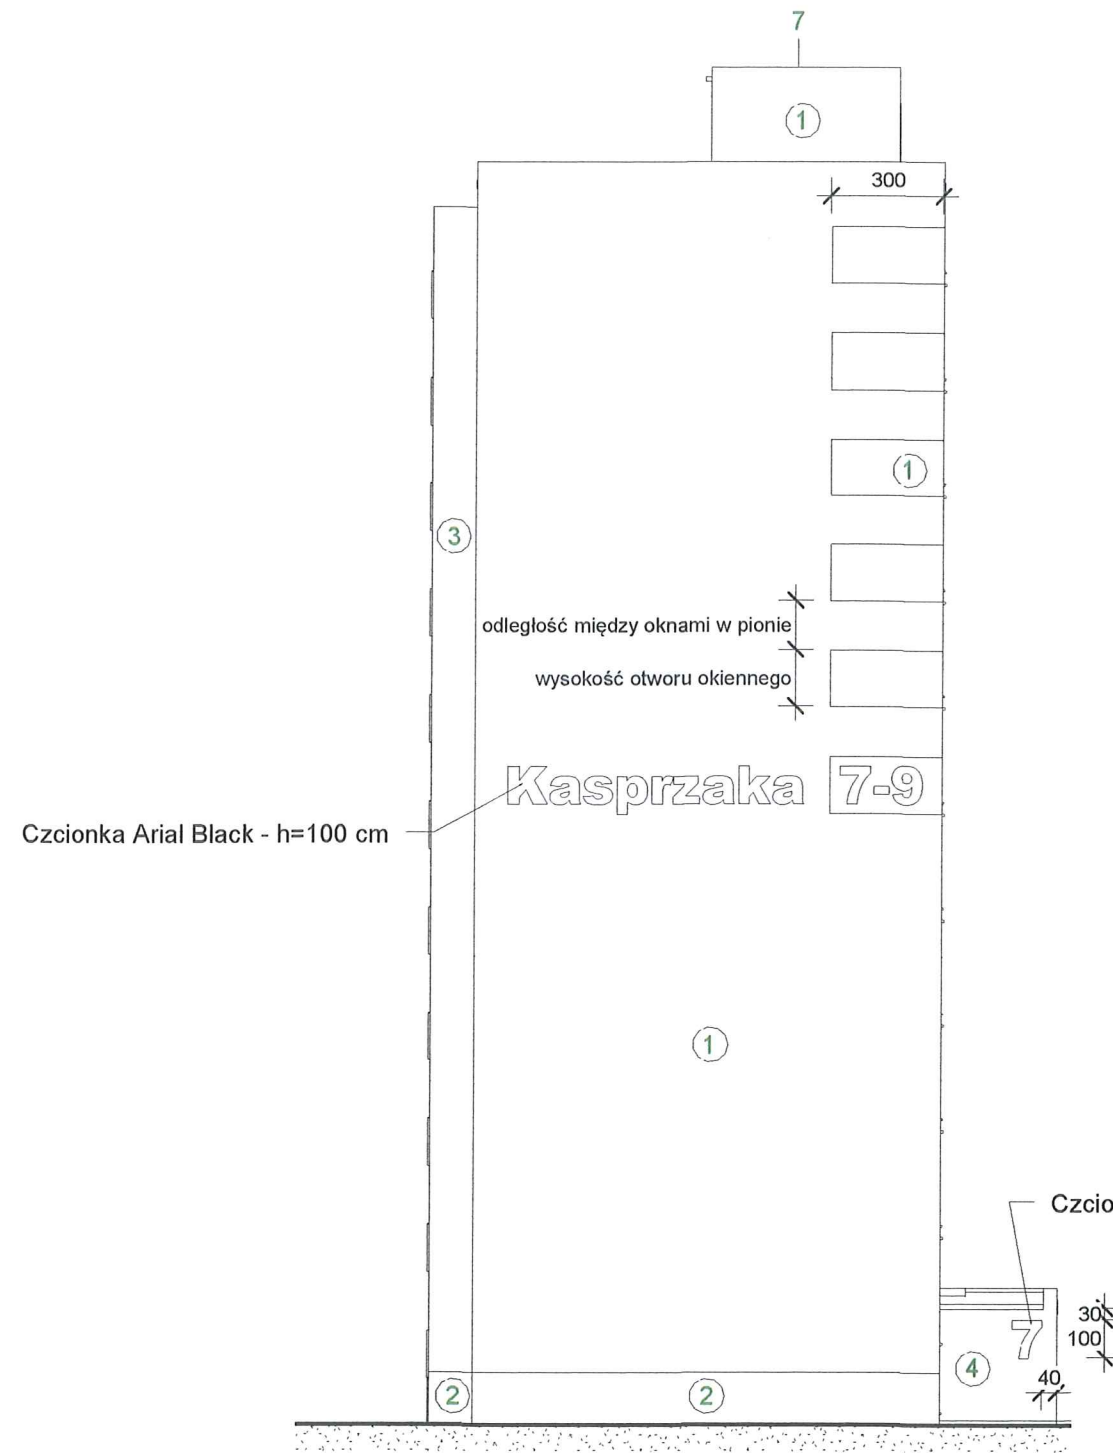 7
1
300
1
3
odległość między oknami w pionie
wysokość otworu okiennego
Kasprzaka 7-9
Czcionka Arial Black - h=100 cm
1
Czcio
30
7
100
4
40
2
2